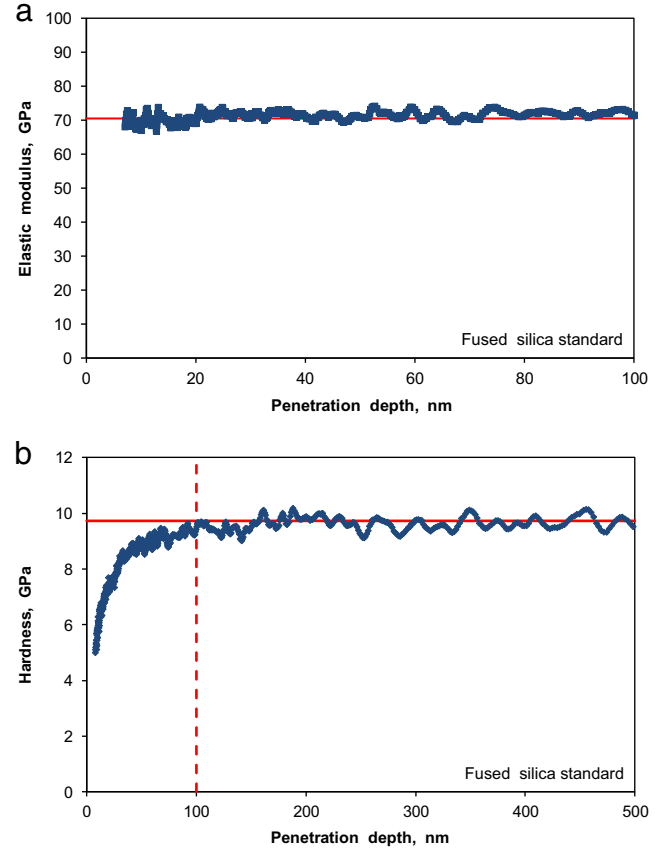 a
100
90
80
70
60
50
40
30
20
10
0
Elastic modulus, GPa
Fused silica standard
0 20 40 60 80 100
Penetration depth, nm
b
12
10
8
6
4
2
0
Hardness, GPa
Fused silica standard
0 100 200 300 400 500
Penetration depth, nm